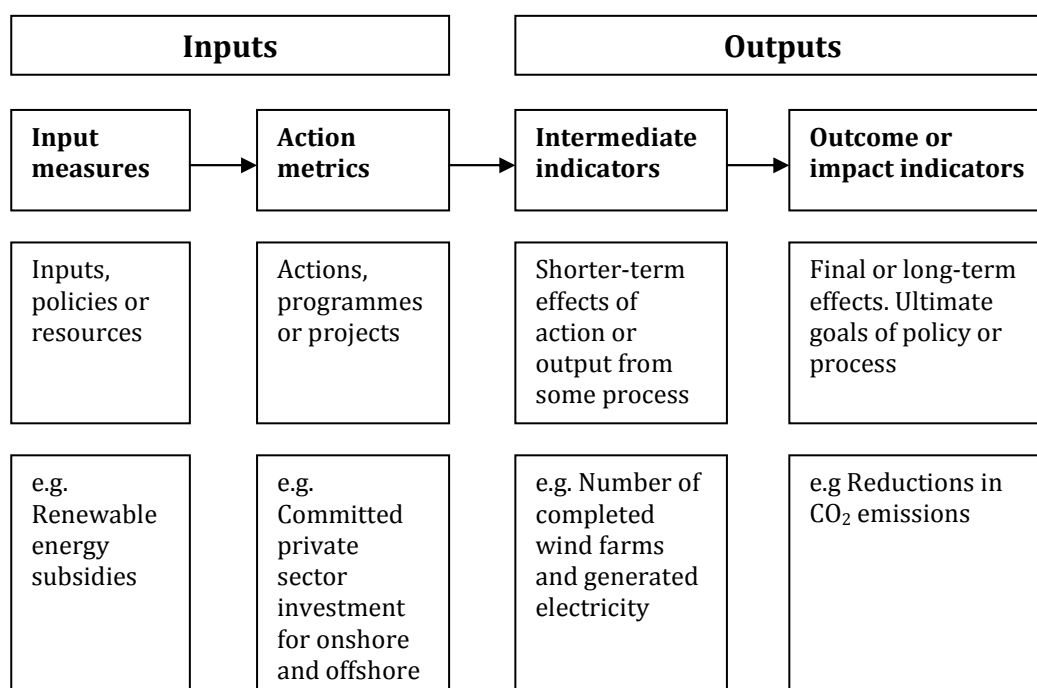 Inputs
Outputs
Input
measures
Action
metrics
Intermediate
indicators
Outcome or
impact indicators
Inputs,
policies or
resources
Actions,
programmes
or projects
Shorter-term
effects of
action or
output from
some process
Final or long-term
effects. Ultimate
goals of policy or
process
e.g.
Renewable
energy
subsidies
e.g.
Committed
private
sector
investment
for onshore
and offshore
e.g. Number of
completed
wind farms
and generated
electricity
e.g Reductions in
CO₂ emissions